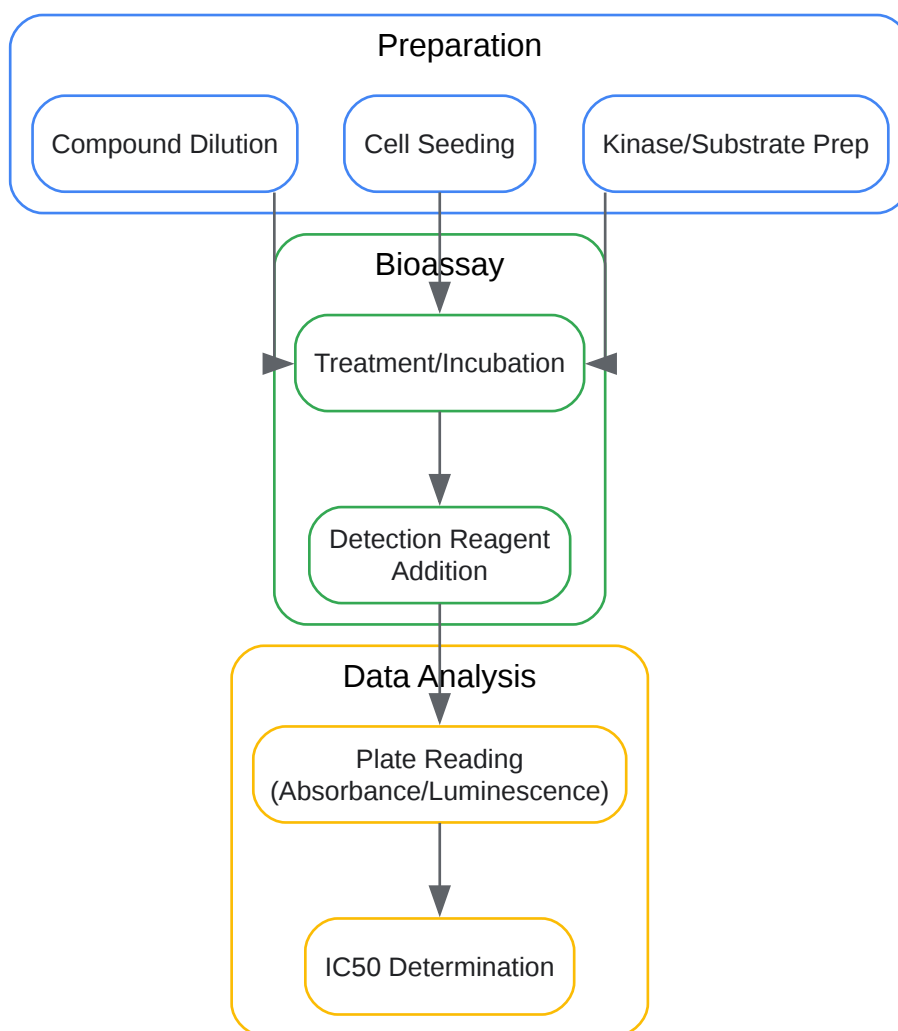 Preparation
Compound Dilution
Cell Seeding
Kinase/Substrate Prep
Bioassay
Treatment/Incubation
Detection Reagent
Addition
Data Analysis
Plate Reading
(Absorbance/Luminescence)
IC50 Determination